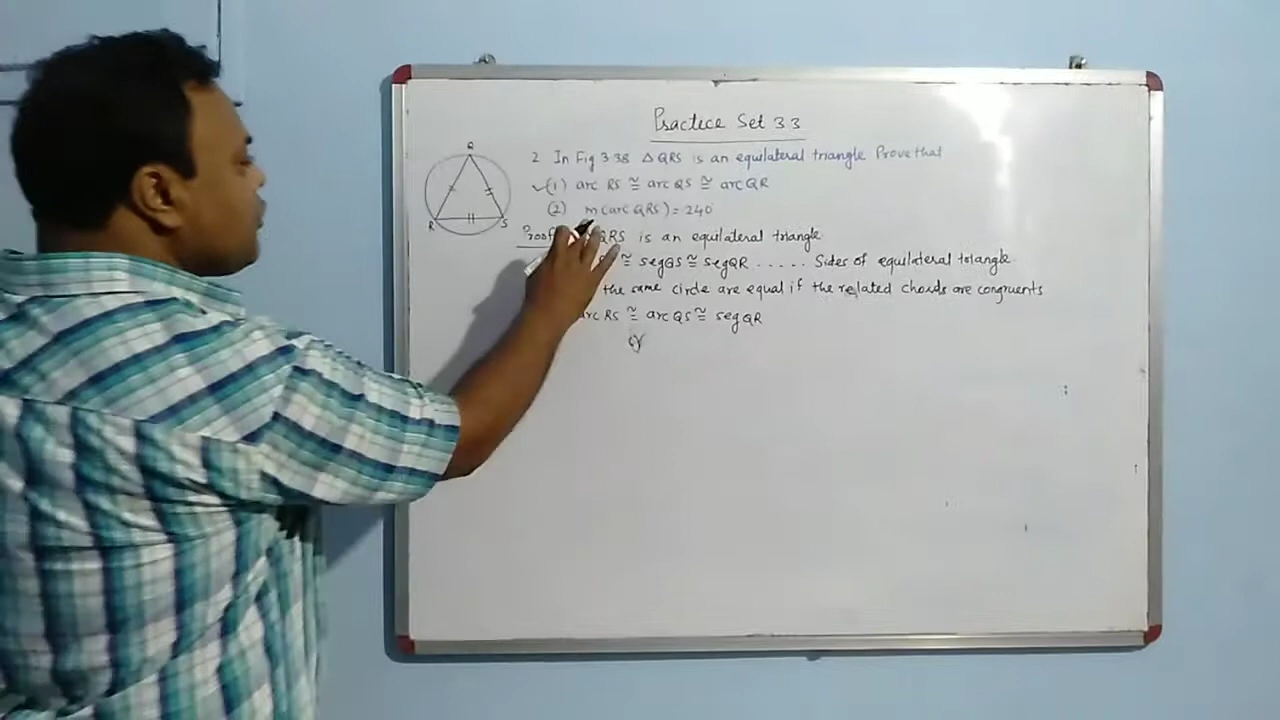 Practice Set 33
Q
R
S
2 In Fig 3.38 △ QRS is an equilateral triangle Prove that
(1) arc RS ≅ arc QS ≅ arc QR
(2) m(arc QRS) = 240
Proof QRS is an equilateral triangle
≅ seg QS ≅ seg QR ..... Sides of equilateral triangle.
the same circle are equal if the related chords are congruents
arc RS ≅ arc QS ≅ seg QR